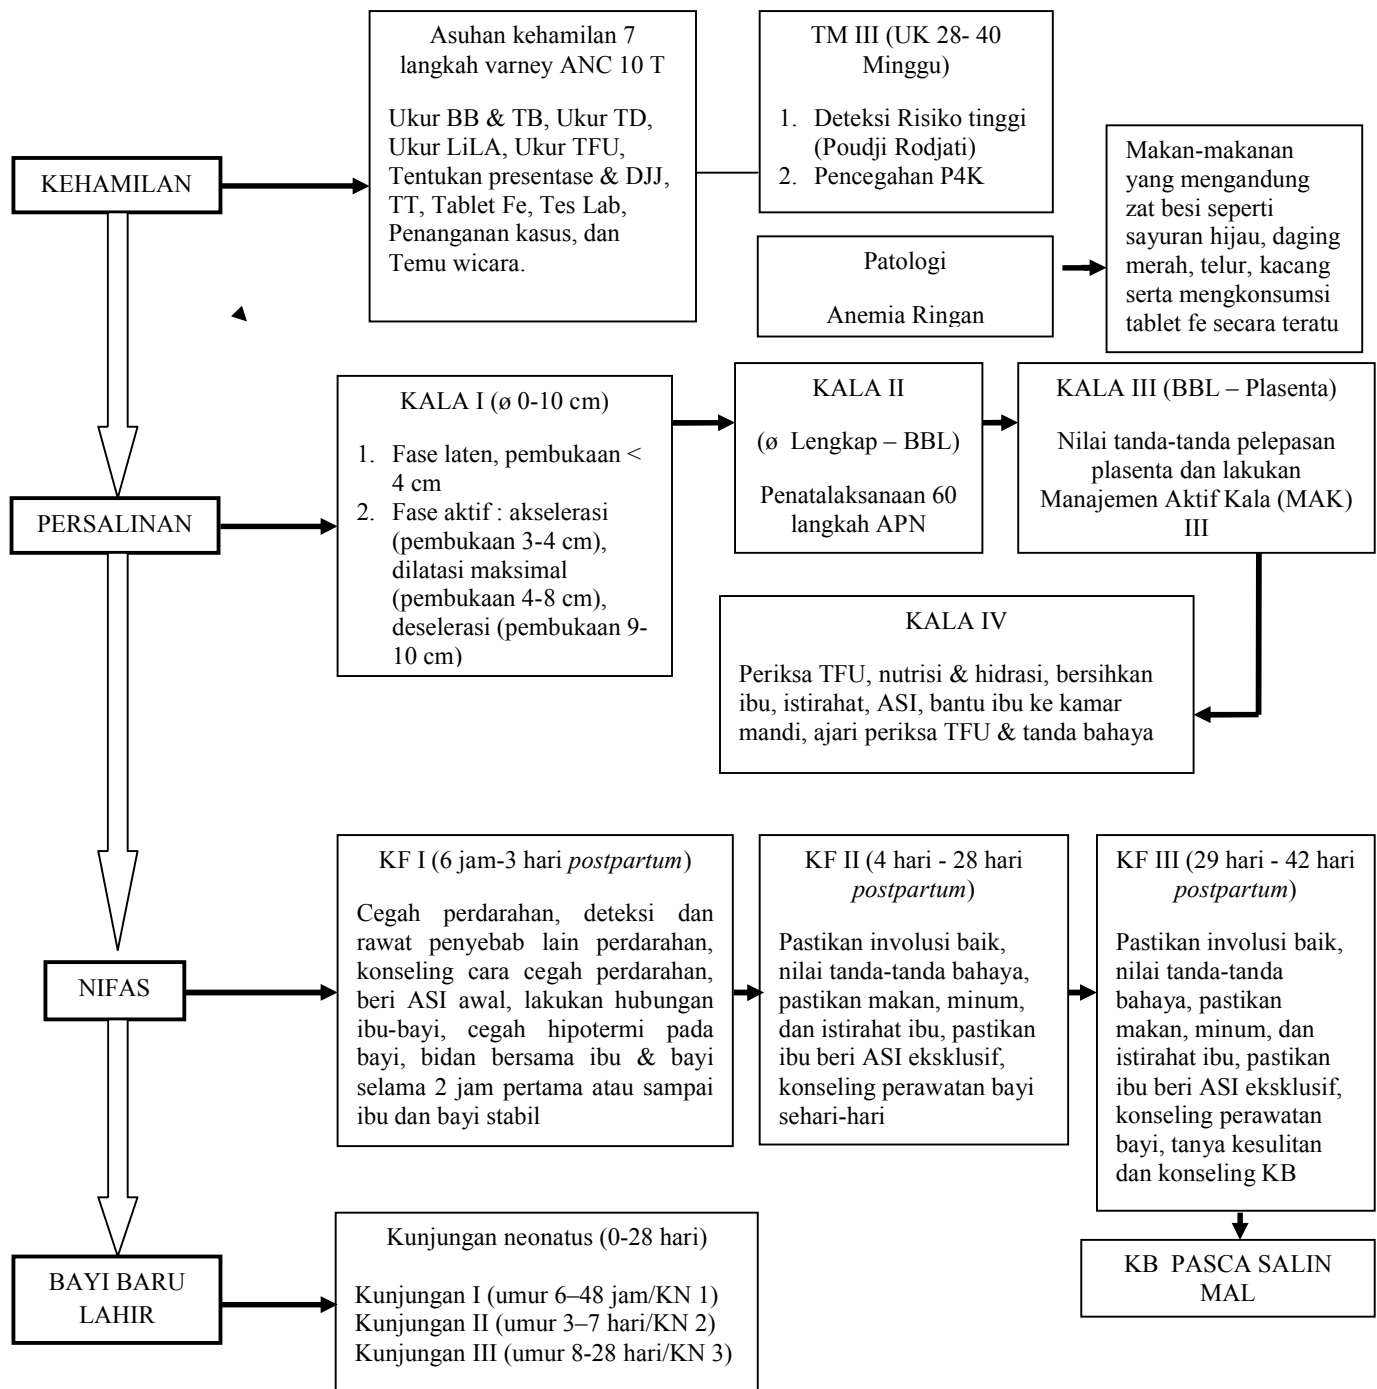 Asuhan kehamilan 7
langkah varney ANC 10 T
Ukur BB & TB, Ukur TD,
Ukur LiLA, Ukur TFU,
Tentukan presentase & DJJ,
TT, Tablet Fe, Tes Lab,
Penanganan kasus, dan
Temu wicara.
TM III (UK 28- 40
Minggu)
1. Deteksi Risiko tinggi
(Poudji Rodjati)
2. Pencegahan P4K
Makan-makanan
yang mengandung
zat besi seperti
sayuran hijau, daging
merah, telur, kacang
serta mengkonsumsi
tablet fe secara teratu
KEHAMILAN
Patologi
Anemia Ringan
KALA I (ø 0-10 cm)
1. Fase laten, pembukaan <
4 cm
2. Fase aktif : akselerasi
(pembukaan 3-4 cm),
dilatasi maksimal
(pembukaan 4-8 cm),
deselerasi (pembukaan 9-
10 cm)
KALA II
(ø Lengkap – BBL)
Penatalaksanaan 60
langkah APN
KALA III (BBL – Plasenta)
Nilai tanda-tanda pelepasan
plasenta dan lakukan
Manajemen Aktif Kala (MAK)
III
PERSALINAN
KALA IV
Periksa TFU, nutrisi & hidrasi, bersihkan
ibu, istirahat, ASI, bantu ibu ke kamar
mandi, ajari periksa TFU & tanda bahaya
KF I (6 jam-3 hari postpartum)
Cegah perdarahan, deteksi dan
rawat penyebab lain perdarahan,
konseling cara cegah perdarahan,
beri ASI awal, lakukan hubungan
ibu-bayi, cegah hipotermi pada
bayi, bidan bersama ibu & bayi
selama 2 jam pertama atau sampai
ibu dan bayi stabil
KF II (4 hari - 28 hari
postpartum)
Pastikan involusi baik,
nilai tanda-tanda bahaya,
pastikan makan, minum,
dan istirahat ibu, pastikan
ibu beri ASI eksklusif,
konseling perawatan bayi
sehari-hari
KF III (29 hari - 42 hari
postpartum)
Pastikan involusi baik,
nilai tanda-tanda
bahaya, pastikan
makan, minum, dan
istirahat ibu, pastikan
ibu beri ASI eksklusif,
konseling perawatan
bayi, tanya kesulitan
dan konseling KB
NIFAS
Kunjungan neonatus (0-28 hari)
Kunjungan I (umur 6–48 jam/KN 1)
Kunjungan II (umur 3–7 hari/KN 2)
Kunjungan III (umur 8-28 hari/KN 3)
KB PASCA SALIN
MAL
BAYI BARU
LAHIR